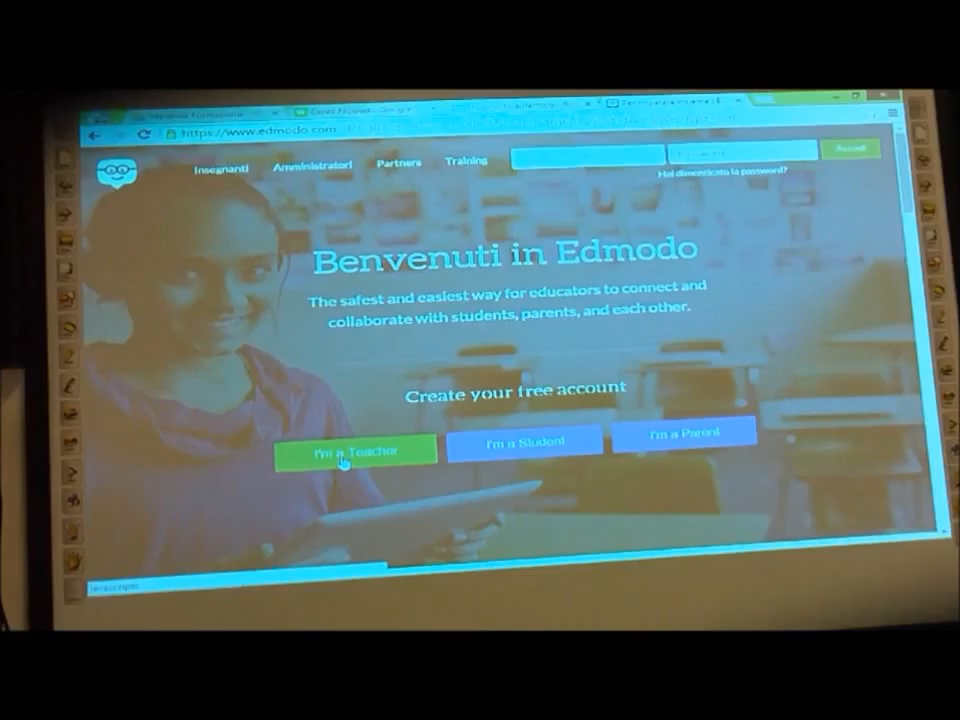 https://www.edmodo.com
Insegnanti Amministratori Partners Training
Password
Accedi
Hai dimenticato la password?
Benvenuti in Edmodo
The safest and easiest way for educators to connect and
collaborate with students, parents, and each other.
Create your free account
I'm a Teacher I'm a Student I'm a Parent